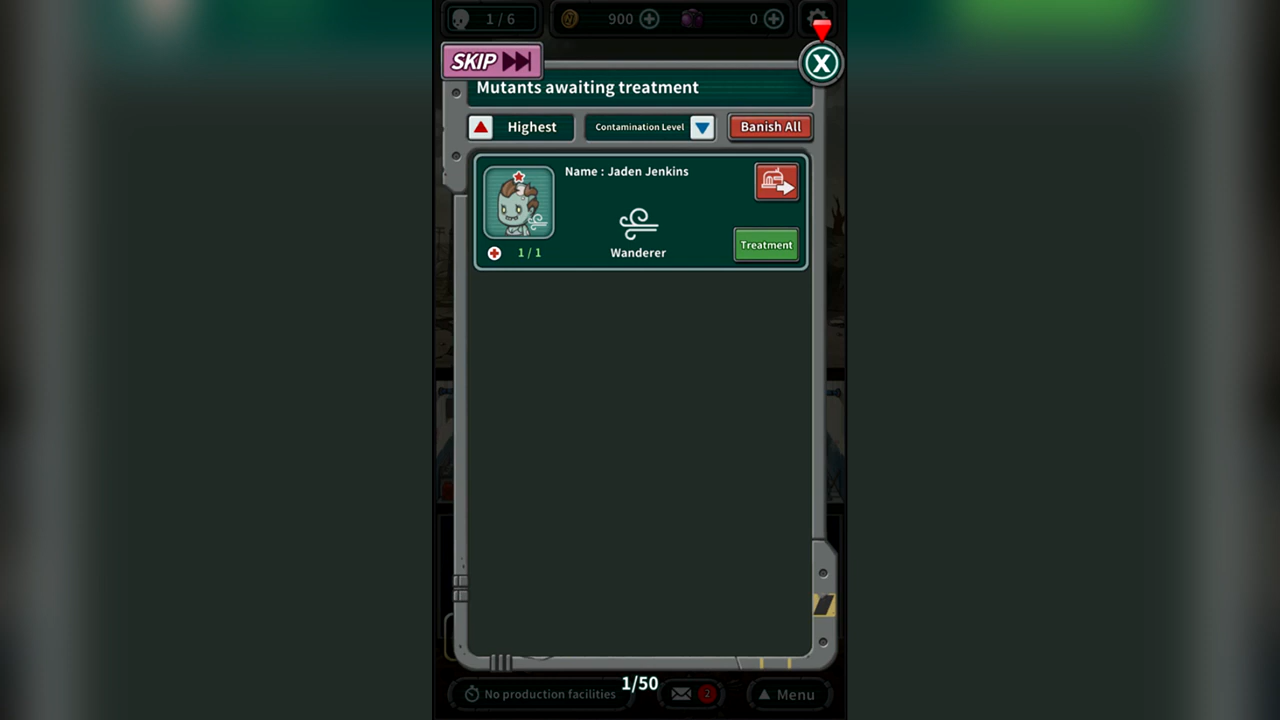 1 / 6
900
0
SKIP
X
Mutants awaiting treatment
Highest
Contamination Level
Banish All
Name : Jaden Jenkins
1 / 1
Wanderer
Treatment
1/50
No production facilities
2
Menu